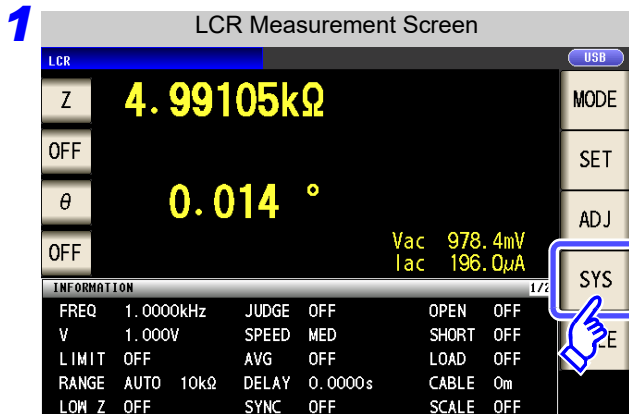 1
LCR Measurement Screen
LCR USB
Z 4.99105kΩ MODE
OFF SET
θ 0.014 ° ADJ
OFF Vac 978.4mV
Iac 196.0μA SYS
INFORMATION
FREQ 1.0000kHz JUDGE OFF OPEN OFF
V 1.000V SPEED MED SHORT OFF
LIMIT OFF AVG OFF LOAD OFF
RANGE AUTO 10kΩ DELAY 0.0000s CABLE 0m
LOW Z OFF SYNC OFF SCALE OFF